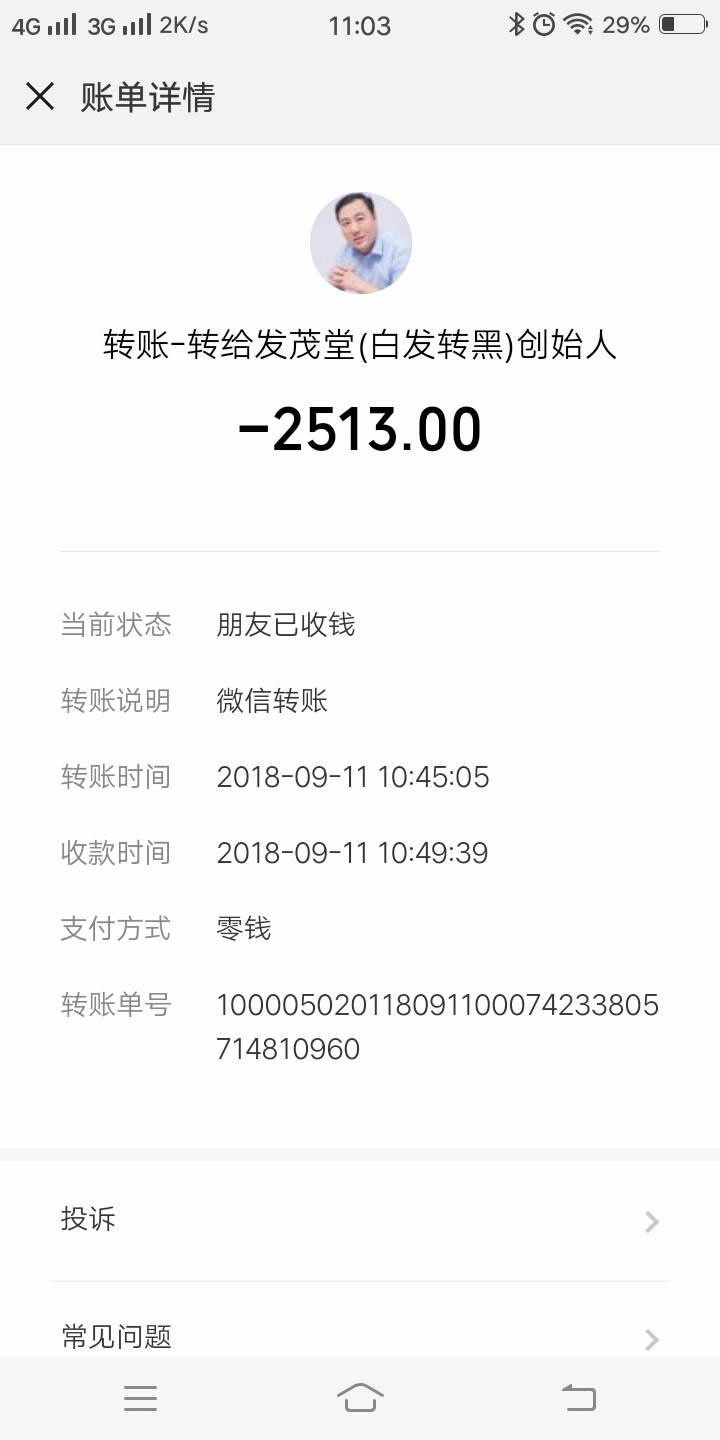 4G 3G 2K/s 11:03 29%
账单详情
转账-转给发茂堂(白发转黑)创始人
-2513.00
当前状态 朋友已收钱
转账说明 微信转账
转账时间 2018-09-11 10:45:05
收款时间 2018-09-11 10:49:39
支付方式 零钱
转账单号 100005020118091100074233805
714810960
投诉
常见问题